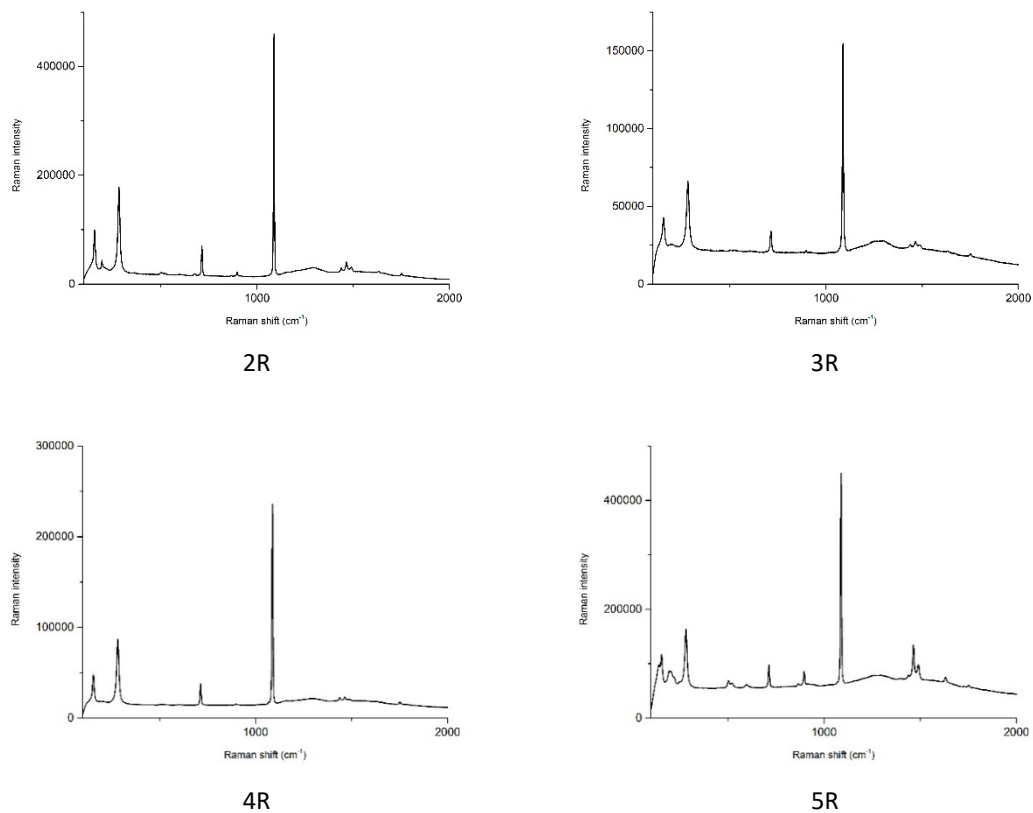 400000
200000
0
Raman intensity
1000
2000
Raman shift (cm⁻¹)
2R
150000
100000
50000
0
Raman intensity
1000
2000
Raman shift (cm⁻¹)
3R
300000
200000
100000
0
Raman intensity
1000
2000
Raman shift (cm⁻¹)
4R
400000
200000
0
Raman intensity
1000
2000
Raman shift (cm⁻¹)
5R